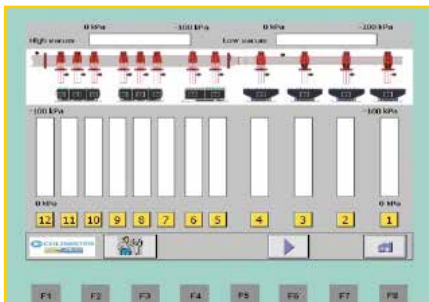 0 kPa -100 kPa 0 kPa -100 kPa
High vacuum Low vacuum
-100 kPa -100 kPa
0 kPa 0 kPa
12 11 10 9 8 7 6 5 4 3 2 1
F1 F2 F3 F4 F5 F6 F7 F8